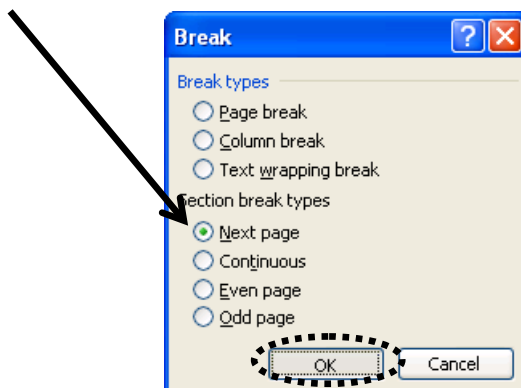 Break
Break types
Page break
Column break
Text wrapping break
Section break types
Next page
Continuous
Even page
Odd page
OK Cancel